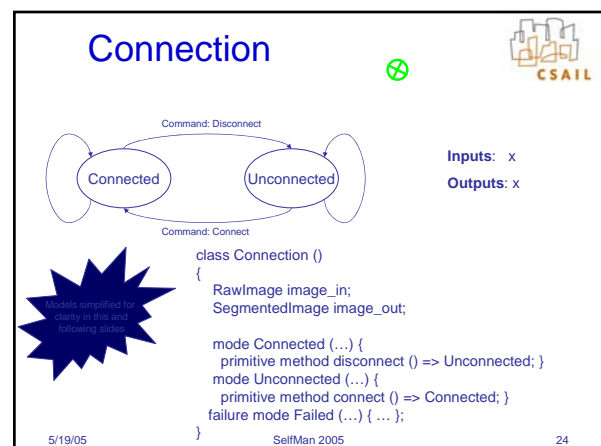 Connection
CSAIL
Command: Disconnect
Connected
Unconnected
Command: Connect
Inputs: x
Outputs: x
Models simplified for
clarity in this and
following slides
class Connection ()
{
RawImage image_in;
SegmentedImage image_out;
mode Connected (…) {
primitive method disconnect () => Unconnected; }
mode Unconnected (…) {
primitive method connect () => Connected; }
failure mode Failed (…) { … };
}
5/19/05
SelfMan 2005
24